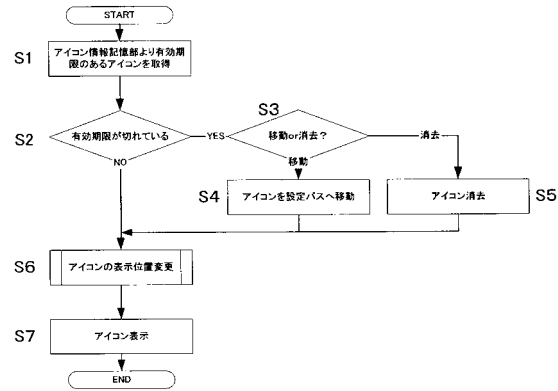 START
S1
アイコン情報記憶部より有効期
限のあるアイコンを取得
S2
有効期限が切れている
YES
NO
S3
移動or消去？
消去
移動
S4
アイコンを設定パスへ移動
アイコン消去
S5
S6
アイコンの表示位置変更
S7
アイコン表示
END